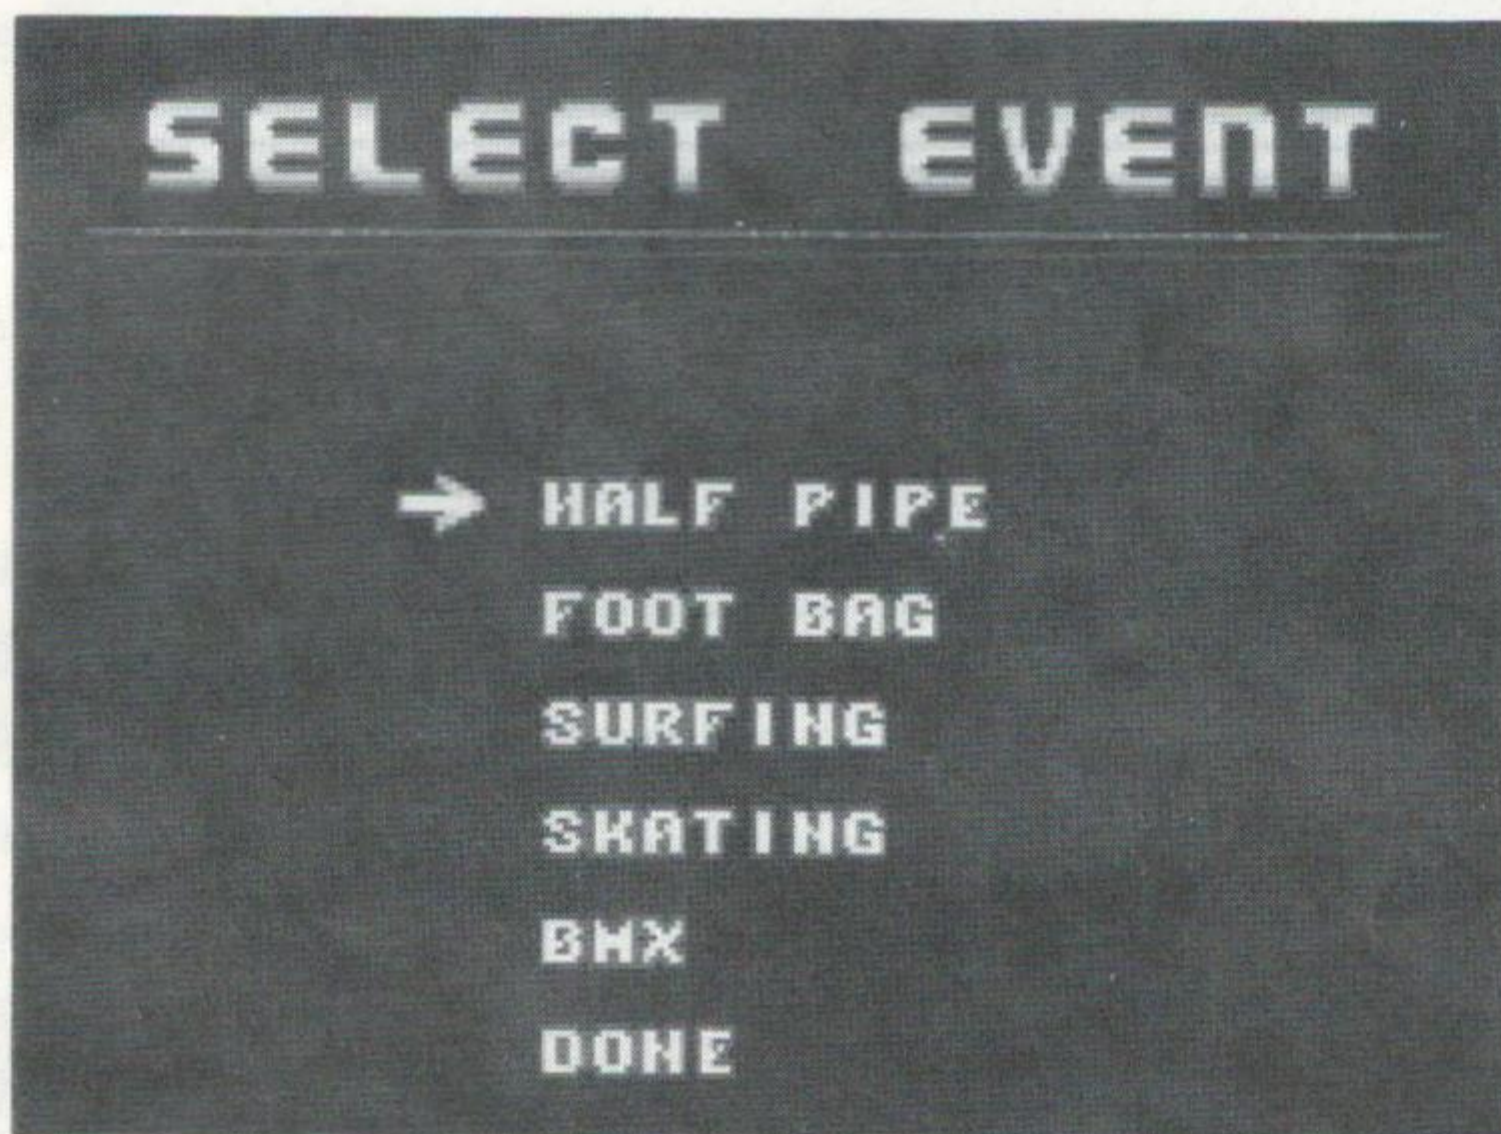 SELECT EVENT
HALF PIPE
FOOT BAG
SURFING
SKATING
BMX
DONE